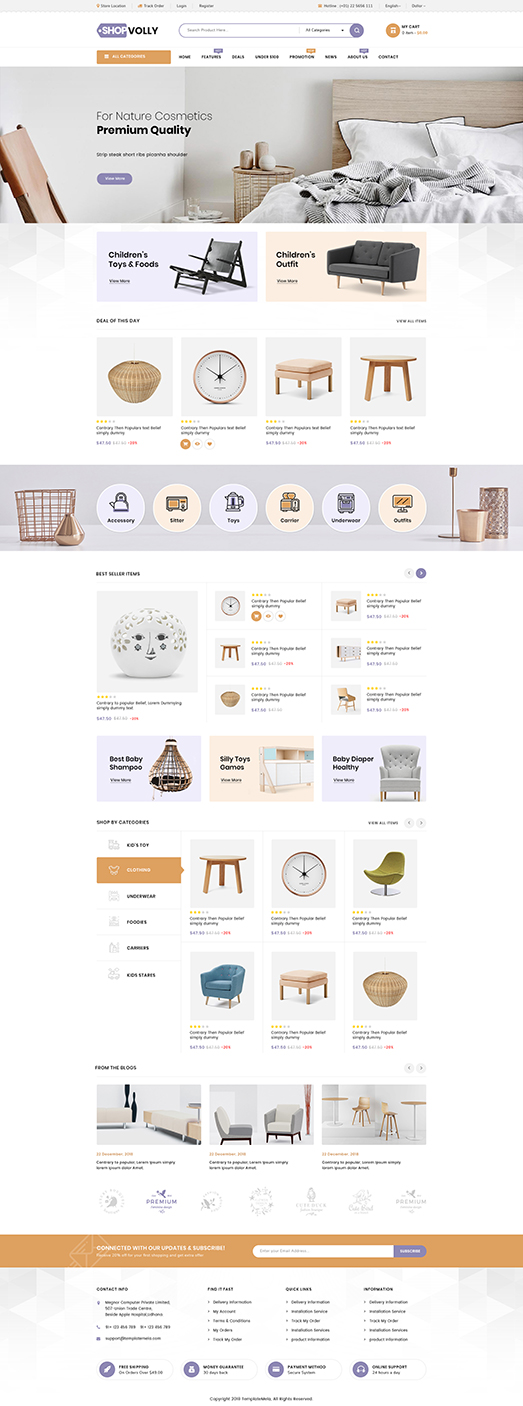 Store Location
Track Order
Login
Register
Hotline (+91) 22 5656 111
English
Dollar
SHOPVOLLY
Search Product Here...
All Categories
MY CART
ALL CATEGORIES
HOME
FEATURES
DEALS
UNDER $100
PROMOTION
NEWS
ABOUT US
CONTACT
For Nature Cosmetics
Premium Quality
Strip steak short ribe picanha shoulder
View More
Children's
Toys & Foods
View More
Children's
Outfit
View More
DEAL OF THIS DAY
VIEW ALL ITEMS
Contrary Then Populars test Belief
simply dummy
$47.50 $47.50 -20%
Contrary Then Populars test Belief
simply dummy
Contrary Then Populars test Belief
simply dummy
$47.50 $47.50 -20%
Contrary Then Populars test Belief
simply dummy
$47.50 $47.50 -20%
Accessory
Sitter
Toys
Carrier
Underwear
Outfits
BEST SELLER ITEMS
Contrary to popular Belief, Lorem Dummying
simply dummy text
$47.50 $47.50 -20%
Contrary Then Popular Belief
simply dummy
Contrary Then Popular Belief
simply dummy
$47.50 $47.50 -20%
Contrary Then Popular Belief
simply dummy
$47.50 $47.50 -20%
Contrary Then Popular Belief
simply dummy
$47.50 $47.50 -20%
Contrary Then Popular Belief
simply dummy
$47.50 $47.50 -20%
Contrary Then Popular Belief
simply dummy
$47.50 $47.50 -20%
Best Baby
Shampoo
View More
Silly Toys
Games
View More
Baby Diaper
Healthy
View More
SHOP BY CATEGORIES
VIEW ALL ITEMS
KID'S TOY
CLOTHING
UNDERWEAR
FOODIES
CARRIERS
KIDS STARES
Contrary Then Popular Belief
simply dummy
$47.50 $47.50 -20%
Contrary Then Popular Belief
simply dummy
$47.50 $47.50 -20%
Contrary Then Popular Belief
simply dummy
$47.50 $47.50 -20%
Contrary Then Popular Belief
simply dummy
$47.50 $47.50 -20%
Contrary Then Popular Belief
simply dummy
$47.50 $47.50 -20%
Contrary Then Popular Belief
simply dummy
$47.50 $47.50 -20%
FROM THE BLOGS
22 December, 2018
Contrary to popular, Lorem ipsum simply
lorem ipsum dolor Amet.
22 December, 2018
Contrary to popular, Lorem ipsum simply
lorem ipsum dolor Amet.
22 December, 2018
Contrary to popular, Lorem ipsum simply
lorem ipsum dolor Amet.
PREMIUM
PREMIUM
CONNECTED WITH OUR UPDATES & SUBSCRIBE!
Receive 20% off for first shopping and get extra offer
Enter your Email Address...
SUBSCRIBE
CONTACT INFO
Magnus Computer Private Limited,
507-Union Trade Centre,
Beside Apple Hospital,Udhana
91+ 123 456 789 91+ 123 456 789
support@templatemela.com
FIND IT FAST
Delivery Information
My Account
Terms & Conditions
My Orders
Track My Order
QUICK LINKS
Delivery Information
Installation Service
Track My Order
Installation Services
product Information
INFORMATION
Delivery Information
Installation Service
Track My Order
Installation Services
product Information
FREE SHIPPING
On Orders Over $49.08
MONEY GUARANTEE
30 days back
PAYMENT METHOD
Secure System
ONLINE SUPPORT
24 hours a day
Copyright 2019 TemplateMela, All Rights Reserved.